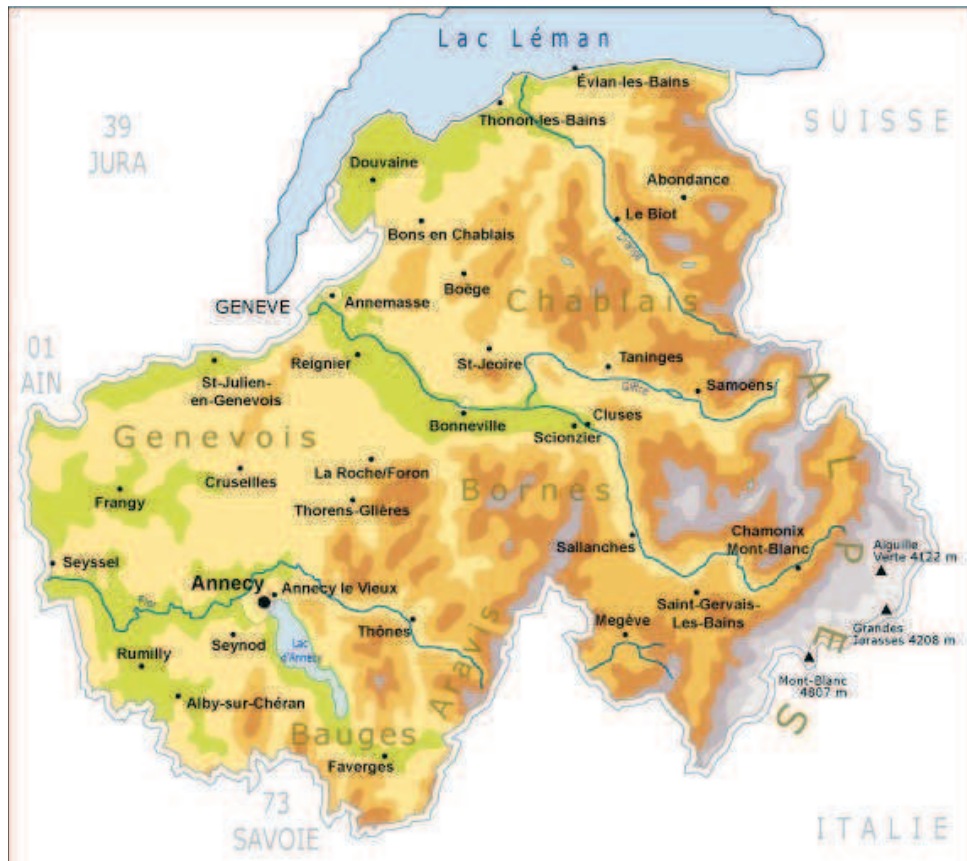 Lac Léman
Évian-les-Bains
39
JURA
SUISSE
Thonon-les-Bains
Douvaine
Abondance
Le Biot
Bons en Chablais
Dranse
Boëge
Chablais
GENEVE
Annemasse
01
AIN
Reignier
St-Jeoire
Taninges
St-Julien-
en-Genevois
Giffre
Samoëns
ALPES
Bonneville
Cluses
Scionzier
Genevois
Cruseilles
La Roche/Foron
Bornes
Frangy
Thorens-Glières
Sallanches
Chamonix
Mont-Blanc
Aiguille
Verte 4122 m
Seyssel
Annecy
Annecy le Vieux
Fier
Saint-Gervais-
Les-Bains
Grandes
Jorasses 4208 m
Megève
Thônes
Seynod
Lac
d'Annecy
Rumilly
Aravis
Mont-Blanc
4807 m
Alby-sur-Chéran
Bauges
Faverges
73
SAVOIE
ITALIE